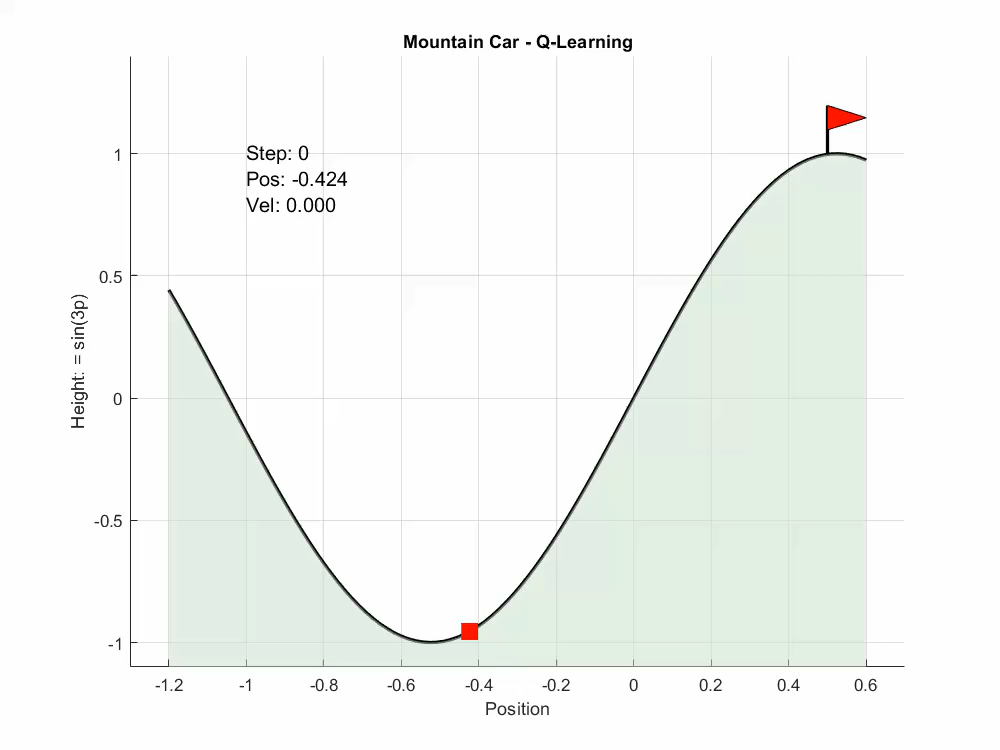 Mountain Car - Q-Learning
Step: 0
Pos: -0.424
Vel: 0.000
Height: = sin(3p)
1
0.5
0
-0.5
-1
-1.2 -1 -0.8 -0.6 -0.4 -0.2 0 0.2 0.4 0.6
Position